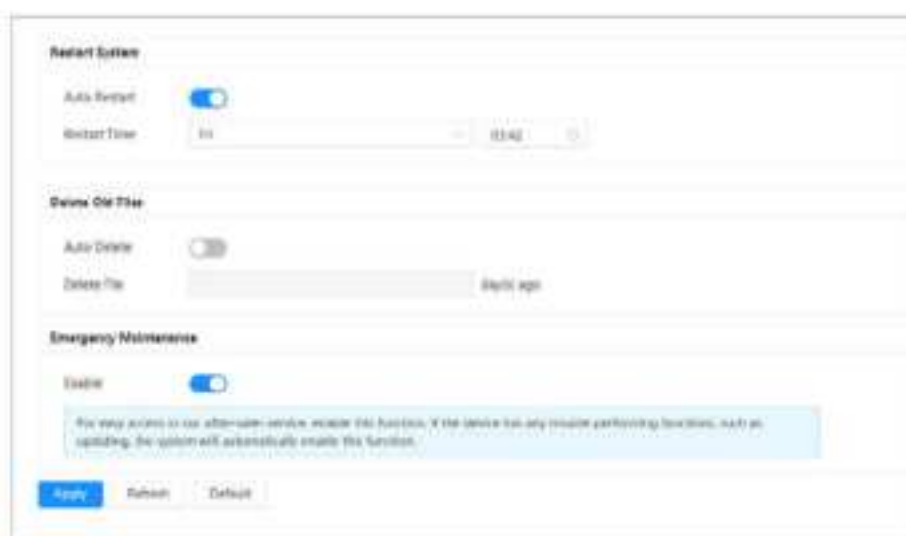 Restart System
Auto Restart
Restart Time Fri
Delete Old Files
Auto Delete
Delete File day(s) ago
Emergency Maintenance
Enable
For easy access to our after-sales service, enable this function. If the device has any trouble performing functions, such as
updating, the system will automatically enable this function.
Apply Refresh Default